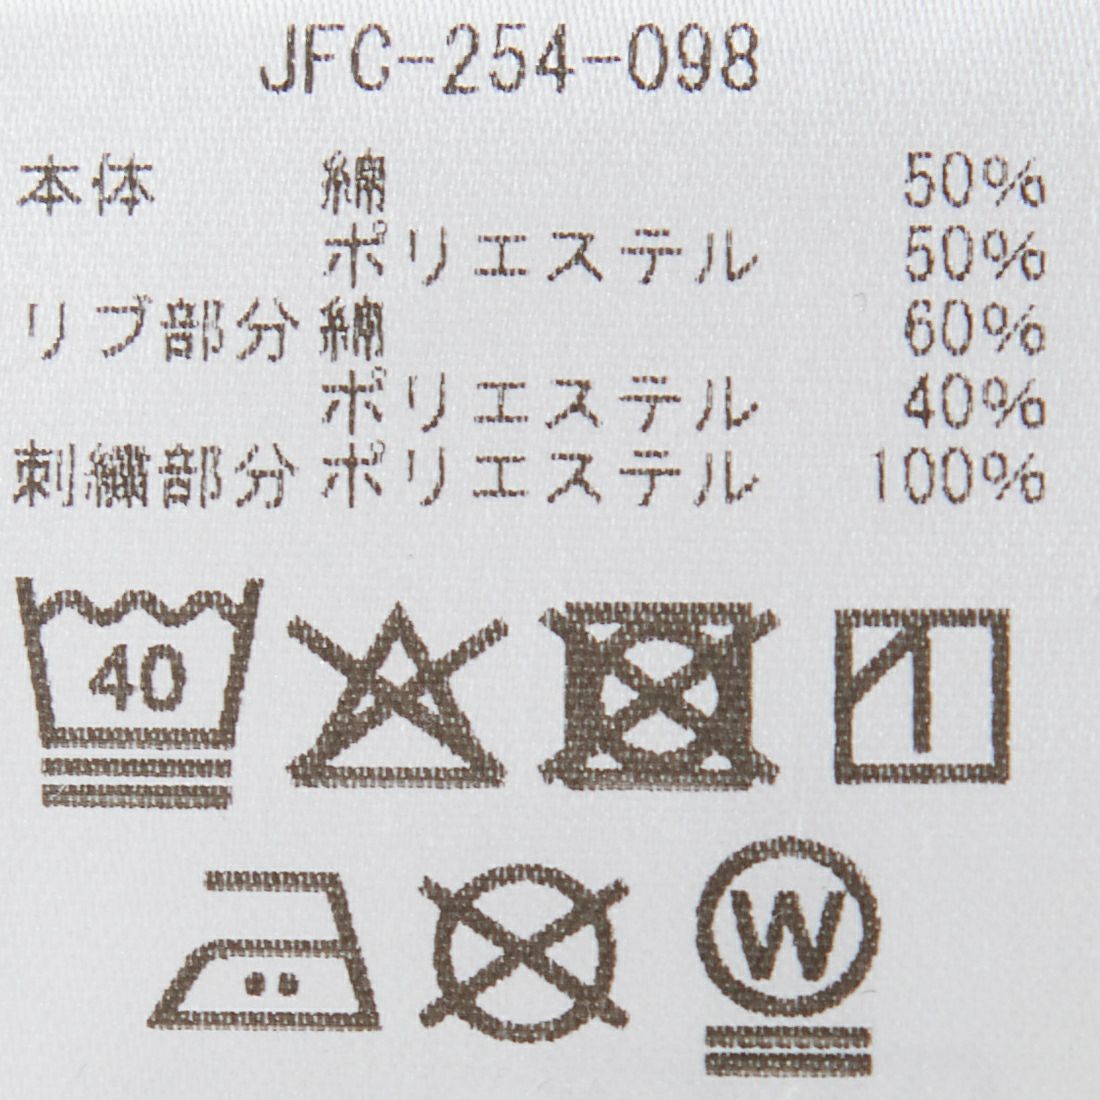 JFC-254-098
本体 綿 50%
ポリエステル 50%
リブ部分 綿 60%
ポリエステル 40%
刺繍部分 ポリエステル 100%
40
W